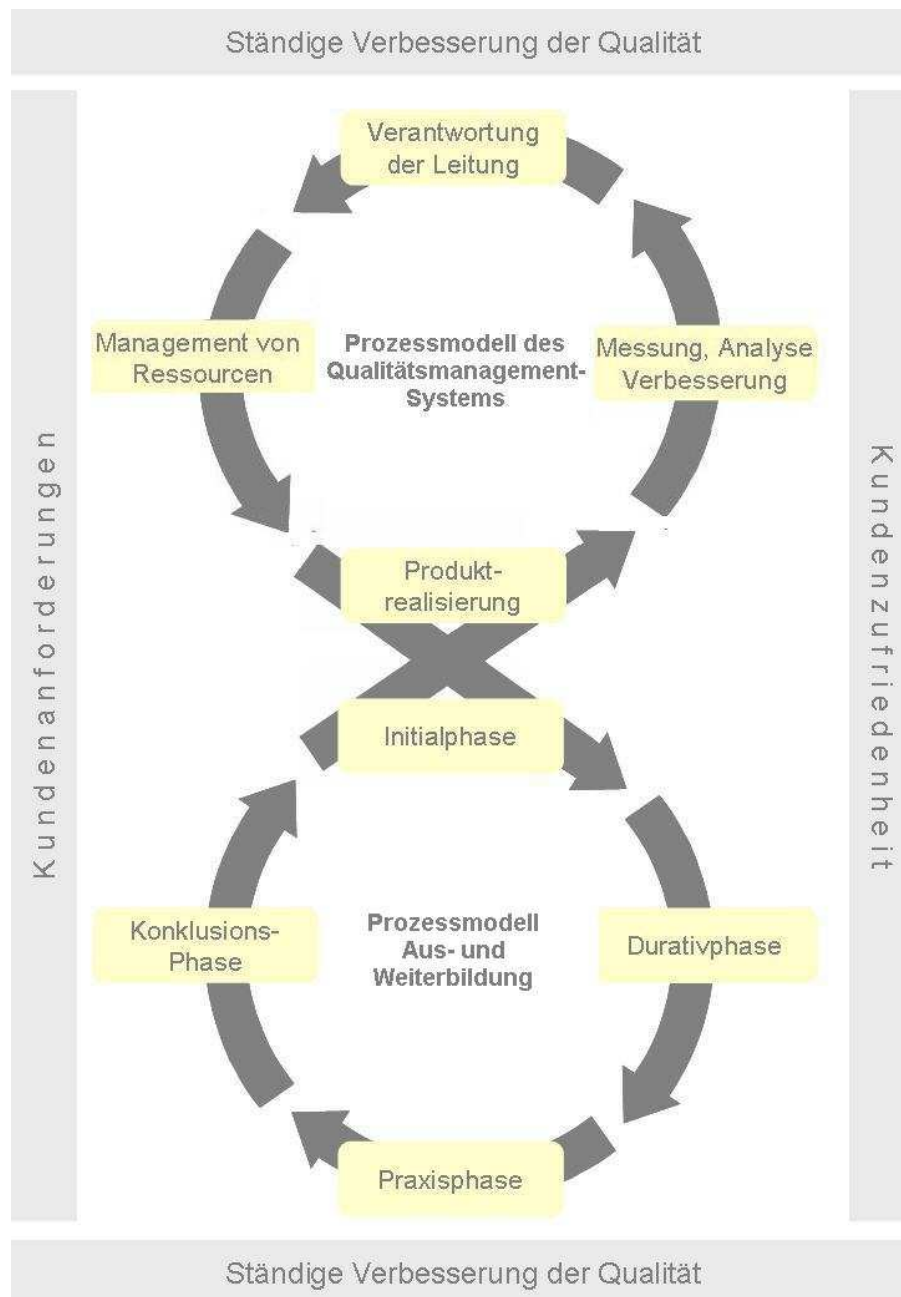 Ständige Verbesserung der Qualität
Kundenanforderungen
Verantwortung
der Leitung
Management von
Ressourcen
Prozessmodell des
Qualitätsmanagement-
Systems
Messung, Analyse
Verbesserung
Produkt-
realisierung
Initialphase
Konklusions-
Phase
Prozessmodell
Aus- und
Weiterbildung
Durativphase
Praxisphase
Kundenzufriedenheit
Ständige Verbesserung der Qualität